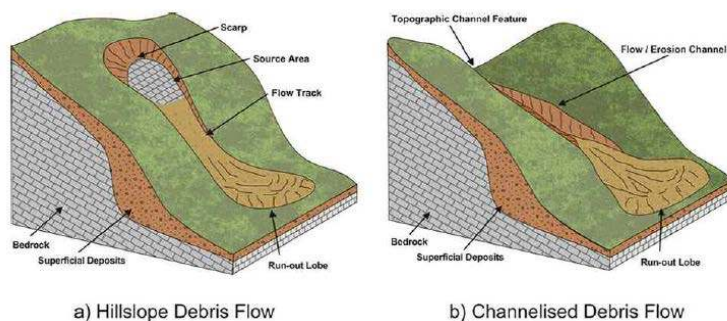 Scarp
Source Area
Flow Track
Bedrock
Superficial Deposits
Run-out Lobe
a) Hillslope Debris Flow
Topographic Channel Feature
Flow / Erosion Channel
Bedrock
Superficial Deposits
Run-out Lobe
b) Channelised Debris Flow